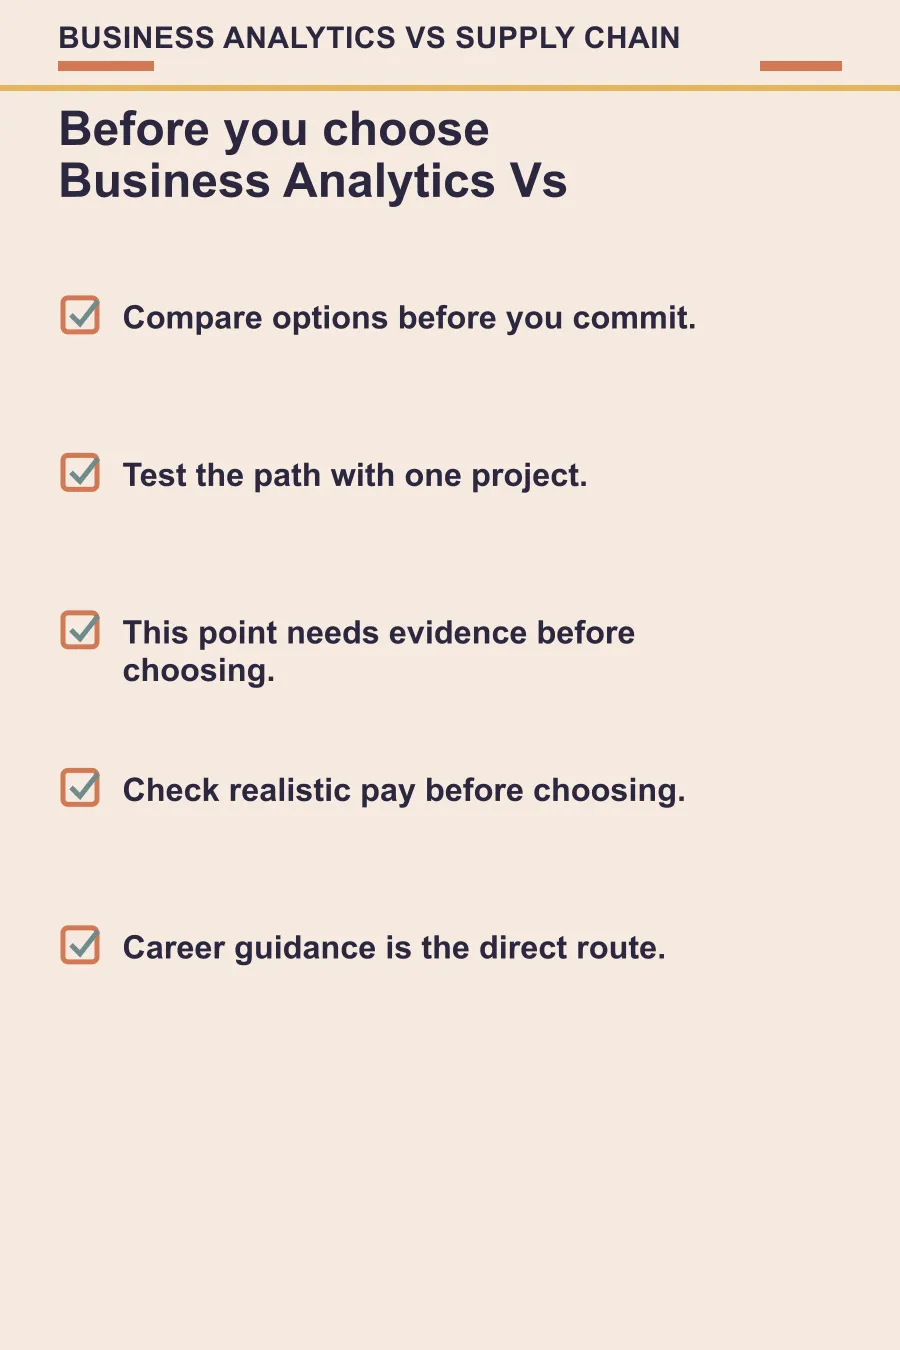 BUSINESS ANALYTICS VS SUPPLY CHAIN
Before you choose
Business Analytics Vs
Compare options before you commit.
Test the path with one project.
This point needs evidence before
choosing.
Check realistic pay before choosing.
Career guidance is the direct route.